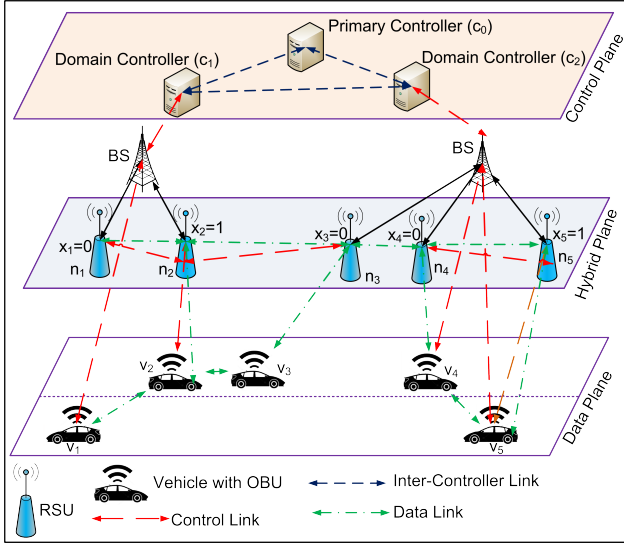 Primary Controller (c₀)
Domain Controller (c₁)
Domain Controller (c₂)
Control Plane
BS
BS
x₁=0
x₂=1
x₃=0
x₄=0
x₅=1
n₁
n₂
n₃
n₄
n₅
Hybrid Plane
v₂
v₃
v₄
v₁
v₅
Data Plane
RSU
Vehicle with OBU
Inter-Controller Link
Control Link
Data Link